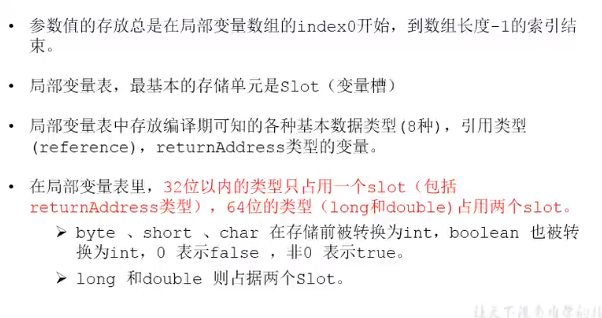 • 参数值的存放总是在局部变量数组的index0开始，到数组长度-1的索引结
束。
• 局部变量表，最基本的存储单元是Slot（变量槽）
• 局部变量表中存放编译期可知的各种基本数据类型(8种)，引用类型
(reference)，returnAddress类型的变量。
• 在局部变量表里，32位以内的类型只占用一个slot（包括
returnAddress类型），64位的类型（long和double)占用两个slot。
➢ byte 、short 、char 在存储前被转换为int，boolean 也被转
换为int，0 表示false ，非0 表示true。
➢ long 和double 则占据两个Slot。